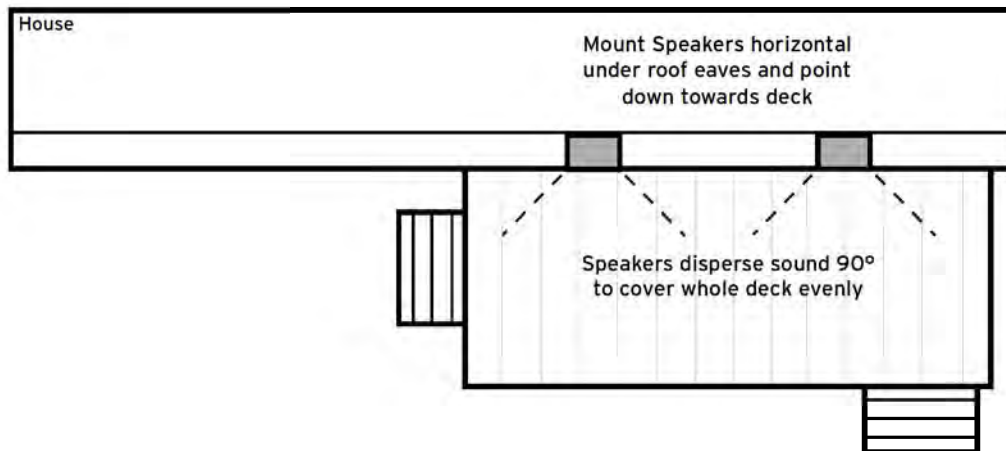 House
Mount Speakers horizontal
under roof eaves and point
down towards deck
Speakers disperse sound 90°
to cover whole deck evenly